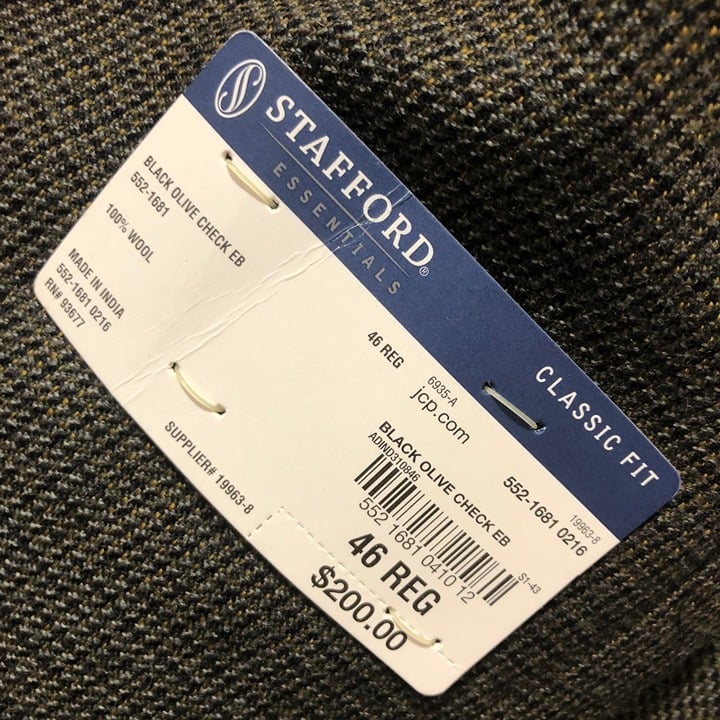 S
STAFFORD®
ESSENTIALS
CLASSIC FIT
BLACK OLIVE CHECK EB
552-1681
100% WOOL
MADE IN INDIA
552-1681 0216
RN# 93677
SUPPLIER# 19963-8
46 REG
6935-A
jcp.com
552-1681 0216
19963-8
BLACK OLIVE CHECK EB
ADIND310846
552 1681 0410 12
S1-43
46 REG
$200.00